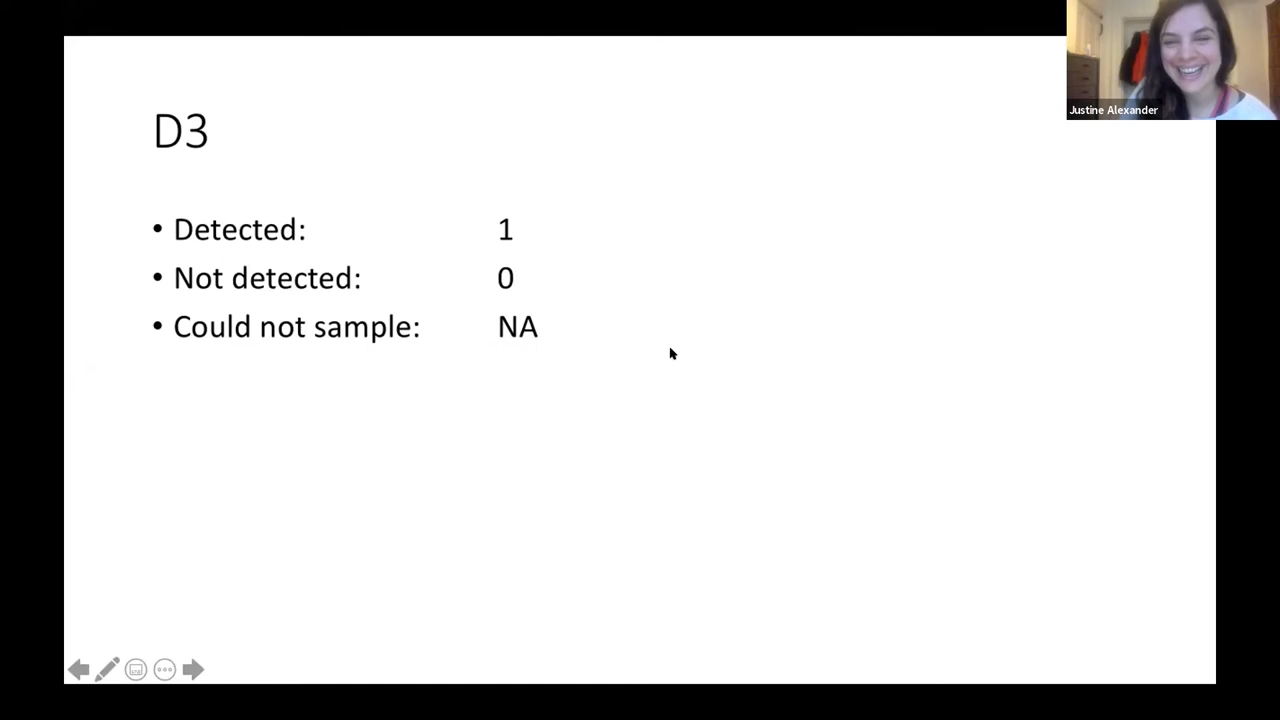 Justine Alexander
D3
• Detected: 1
• Not detected: 0
• Could not sample: NA